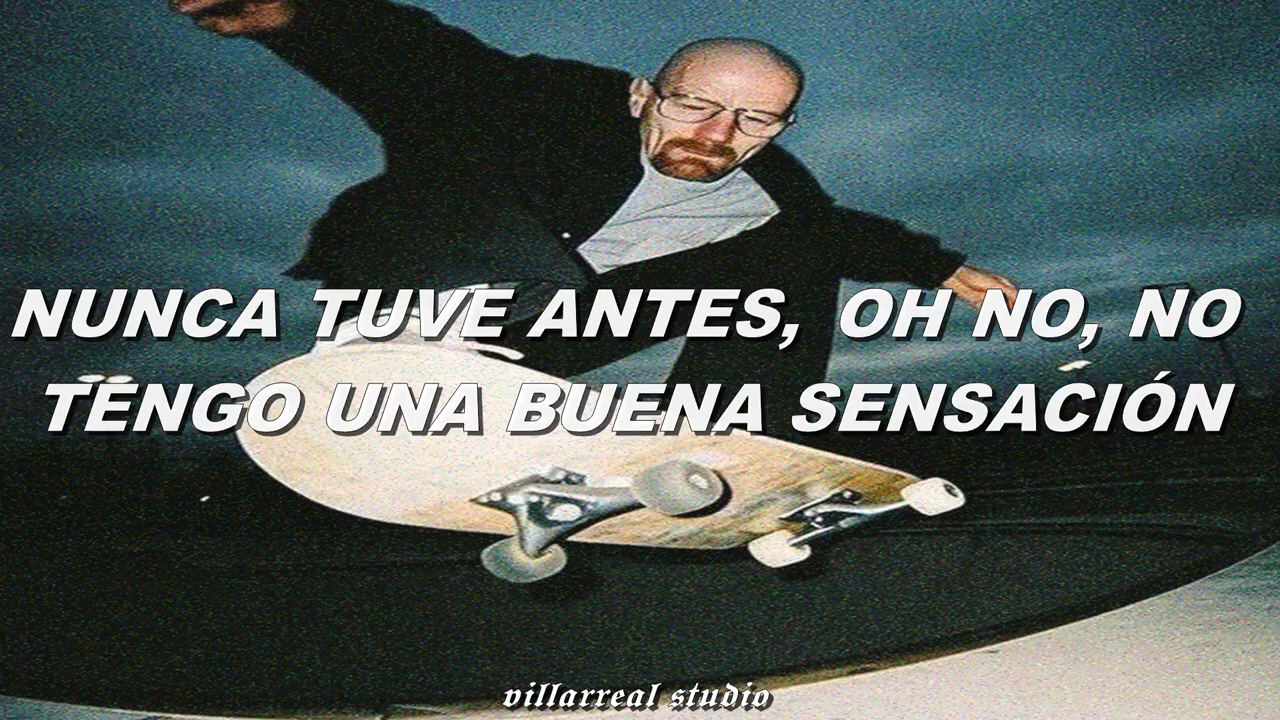 NUNCA TUVE ANTES, OH NO, NO
TENGO UNA BUENA SENSACIÓN
villarreal studio